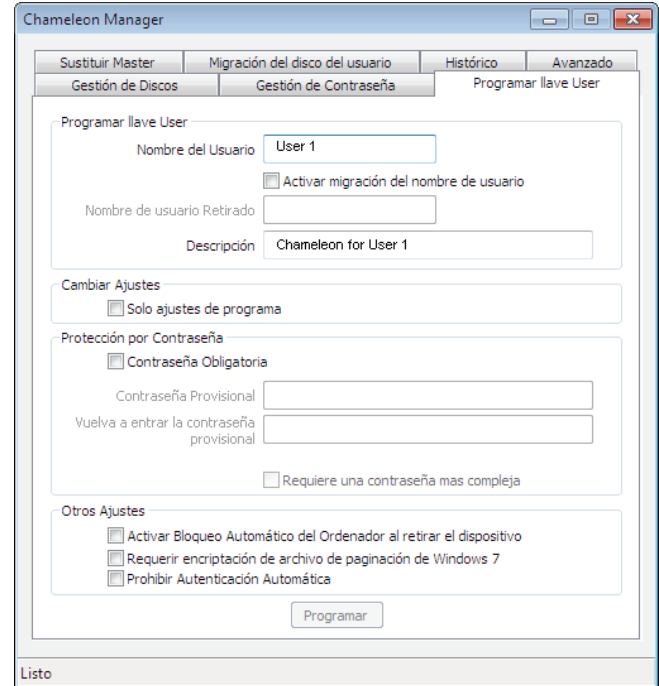 Chameleon Manager
Sustituir Master Migración del disco del usuario Histórico Avanzado
Gestión de Discos Gestión de Contraseña Programar llave User
Programar llave User
Nombre del Usuario User 1
Activar migración del nombre de usuario
Nombre de usuario Retirado
Descripción Chameleon for User 1
Cambiar Ajustes
Solo ajustes de programa
Protección por Contraseña
Contraseña Obligatoria
Contraseña Provisional
Vuelva a entrar la contraseña
provisional
Requiere una contraseña mas compleja
Otros Ajustes
Activar Bloqueo Automático del Ordenador al retirar el dispositivo
Requerir encriptación de archivo de paginación de Windows 7
Prohibir Autenticación Automática
Programar
Listo